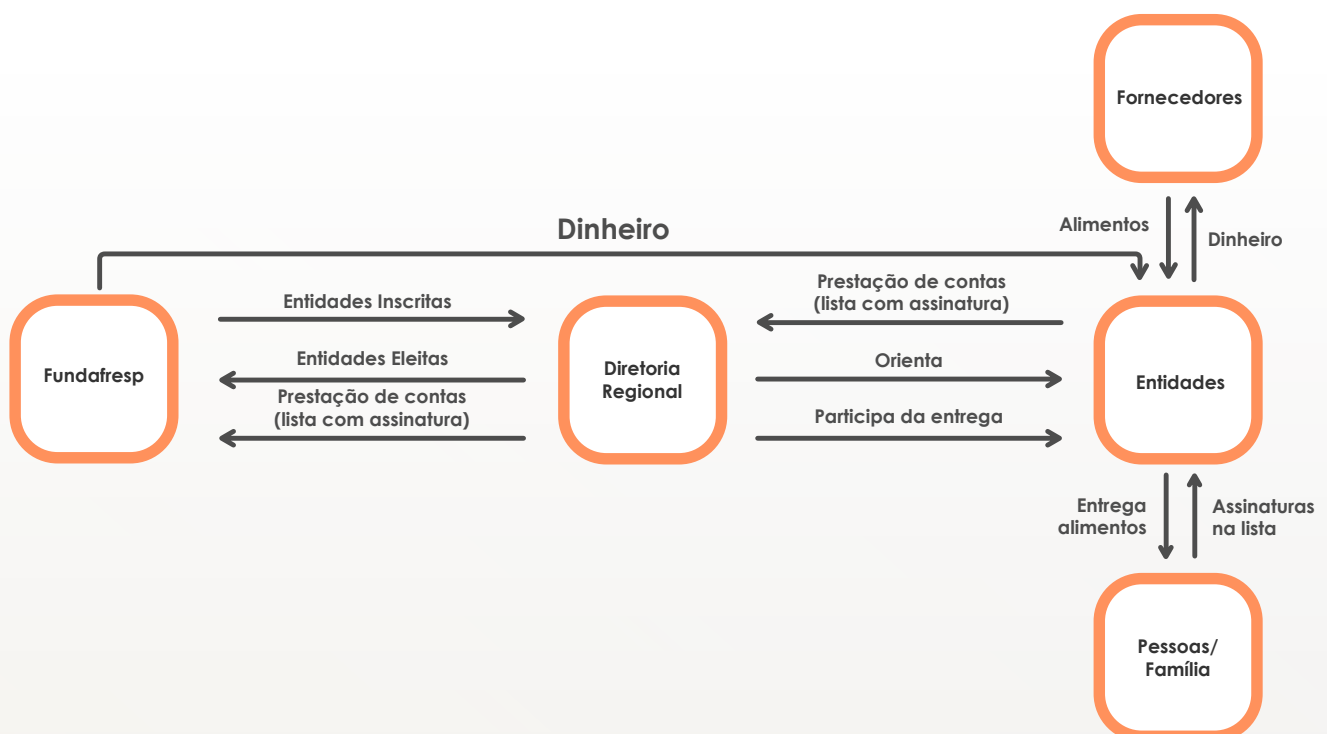 Fornecedores
Alimentos
Dinheiro
Dinheiro
Fundafresp
Entidades Inscritas
Entidades Eleitas
Prestação de contas
(lista com assinatura)
Diretoria
Regional
Prestação de contas
(lista com assinatura)
Orienta
Participa da entrega
Entidades
Entrega
alimentos
Assinaturas
na lista
Pessoas/
Família